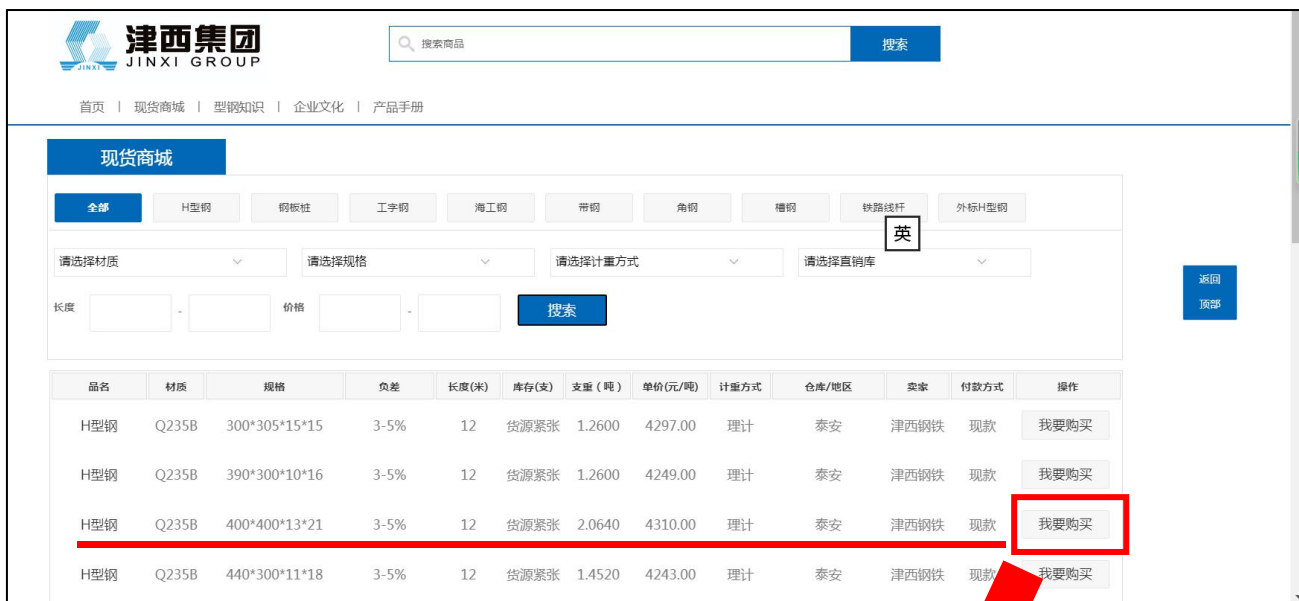 津西集团
JINXI GROUP
JINXI
搜索商品
搜索
首页 | 现货商城 | 型钢知识 | 企业文化 | 产品手册
现货商城
全部 H型钢 钢板桩 工字钢 海工钢 带钢 角钢 槽钢 铁路线杆 外标H型钢
英
请选择材质 请选择规格 请选择计重方式 请选择直销库
返回
顶部
长度 - 价格 - 搜索
品名 材质 规格 负差 长度(米) 库存(支) 支重(吨) 单价(元/吨) 计重方式 仓库/地区 卖家 付款方式 操作
H型钢 Q235B 300*305*15*15 3-5% 12 货源紧张 1.2600 4297.00 理计 泰安 津西钢铁 现款 我要购买
H型钢 Q235B 390*300*10*16 3-5% 12 货源紧张 1.2600 4249.00 理计 泰安 津西钢铁 现款 我要购买
H型钢 Q235B 400*400*13*21 3-5% 12 货源紧张 2.0640 4310.00 理计 泰安 津西钢铁 现款 我要购买
H型钢 Q235B 440*300*11*18 3-5% 12 货源紧张 1.4520 4243.00 理计 泰安 津西钢铁 现款 我要购买